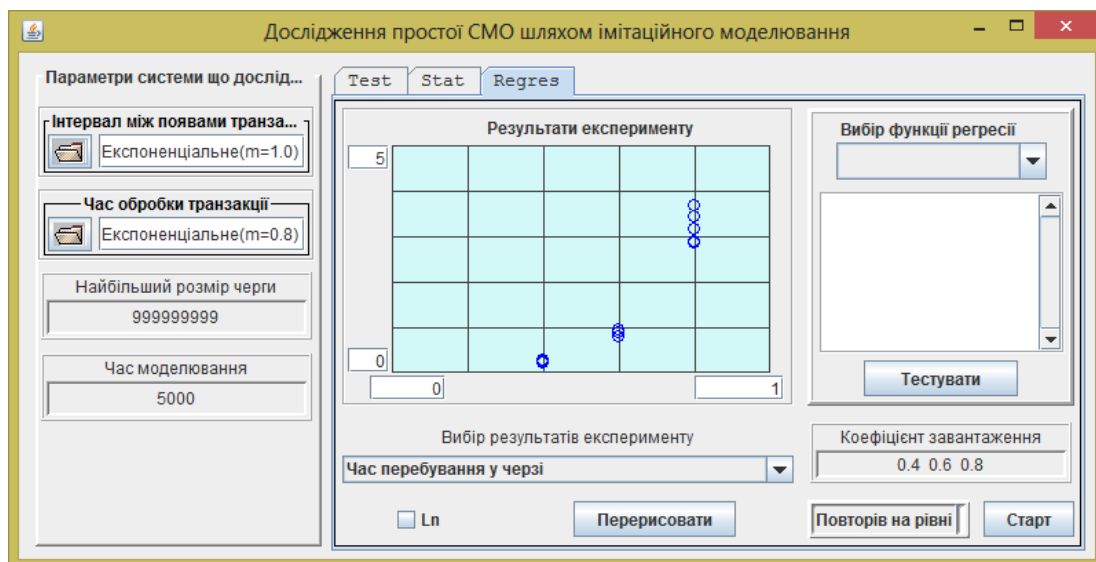 Дослідження простої СМО шляхом імітаційного моделювання
Параметри системи що дослід...
Інтервал між появами транза...
Експоненціальне(m=1.0)
Час обробки транзакції
Експоненціальне(m=0.8)
Найбільший розмір черги
999999999
Час моделювання
5000
Test Stat Regres
Результати експерименту
5
0
0 1
Вибір результатів експерименту
Час перебування у черзі
Ln
Перерисовати
Вибір функції регресії
Тестувати
Коефіцієнт завантаження
0.4 0.6 0.8
Повторів на рівні
Старт